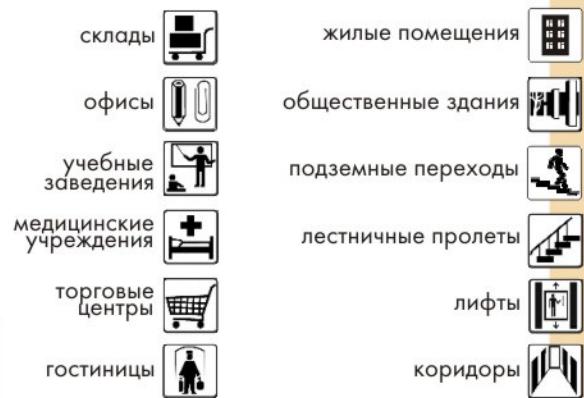 склады
офисы
учебные
заведения
медицинские
учреждения
торговые
центры
гостиницы
жилые помещения
общественные здания
подземные переходы
лестничные пролеты
лифты
коридоры